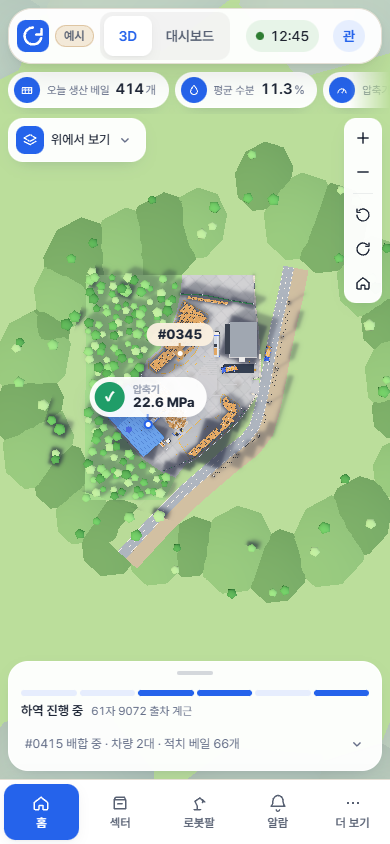 예시
3D
대시보드
12:45
관
오늘 생산 베일 414개
평균 수분 11.3%
위에서 보기
#0345
압축기
22.6 MPa
하역 진행 중 61자 9072 출차 계근
#0415 배합 중 · 차량 2대 · 적치 베일 66개
홈
섹터
로봇팔
알람
더 보기